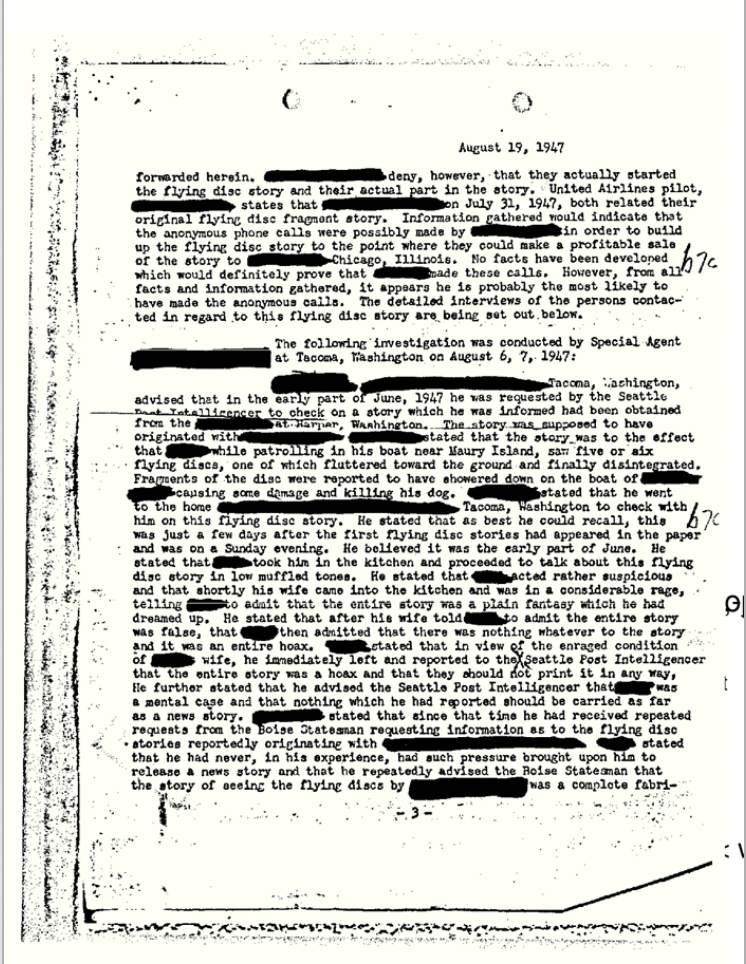 August 19, 1947
forwarded herein. deny, however, that they actually started
the flying disc story and their actual part in the story. United Airlines pilot,
states that on July 31, 1947, both related their
original flying disc fragment story. Information gathered would indicate that
the anonymous phone calls were possibly made by in order to build
up the flying disc story to the point where they could make a profitable sale
of the story to Chicago, Illinois. No facts have been developed
which would definitely prove that made these calls. However, from all
b7c
facts and information gathered, it appears he is probably the most likely to
have made the anonymous calls. The detailed interviews of the persons contac-
ted in regard to this flying disc story are being set out below.
The following investigation was conducted by Special Agent
at Tacoma, Washington on August 6, 7, 1947:
Tacoma, Washington,
advised that in the early part of June, 1947 he was requested by the Seattle
Post Intelligencer to check on a story which he was informed had been obtained
from the at Harper, Washington. The story was supposed to have
originated with stated that the story was to the effect
that while patrolling in his boat near Maury Island, saw five or six
flying discs, one of which fluttered toward the ground and finally disintegrated.
Fragments of the disc were reported to have showered down on the boat of
causing some damage and killing his dog. stated that he went
to the home Tacoma, Washington to check with
him on this flying disc story. He stated that as best he could recall, this
b7c
was just a few days after the first flying disc stories had appeared in the paper
and was on a Sunday evening. He believed it was the early part of June. He
stated that took him in the kitchen and proceeded to talk about this flying
disc story in low muffled tones. He stated that acted rather suspicious
and that shortly his wife came into the kitchen and was in a considerable rage,
telling to admit that the entire story was a plain fantasy which he had
dreamed up. He stated that after his wife told to admit the entire story
was false, that then admitted that there was nothing whatever to the story
and it was an entire hoax. stated that in view of the enraged condition
of wife, he immediately left and reported to the Seattle Post Intelligencer
that the entire story was a hoax and that they should not print it in any way,
He further stated that he advised the Seattle Post Intelligencer that was
a mental case and that nothing which he had reported should be carried as far
as a news story. stated that since that time he had received repeated
requests from the Boise Statesman requesting information as to the flying disc
stories reportedly originating with stated
that he had never, in his experience, had such pressure brought upon him to
release a news story and that he repeatedly advised the Boise Statesman that
the story of seeing the flying discs by was a complete fabri-
- 3 -